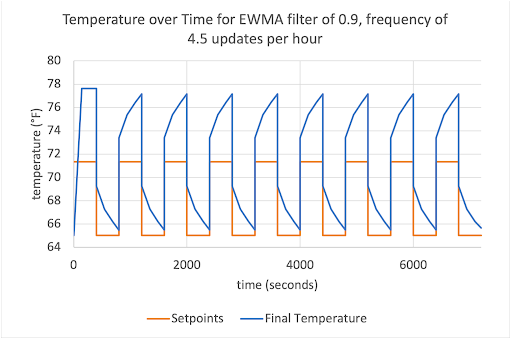 Temperature over Time for EWMA filter of 0.9, frequency of
4.5 updates per hour
80
78
76
74
72
70
68
66
64
temperature (°F)
0 2000 4000 6000
time (seconds)
Setpoints Final Temperature